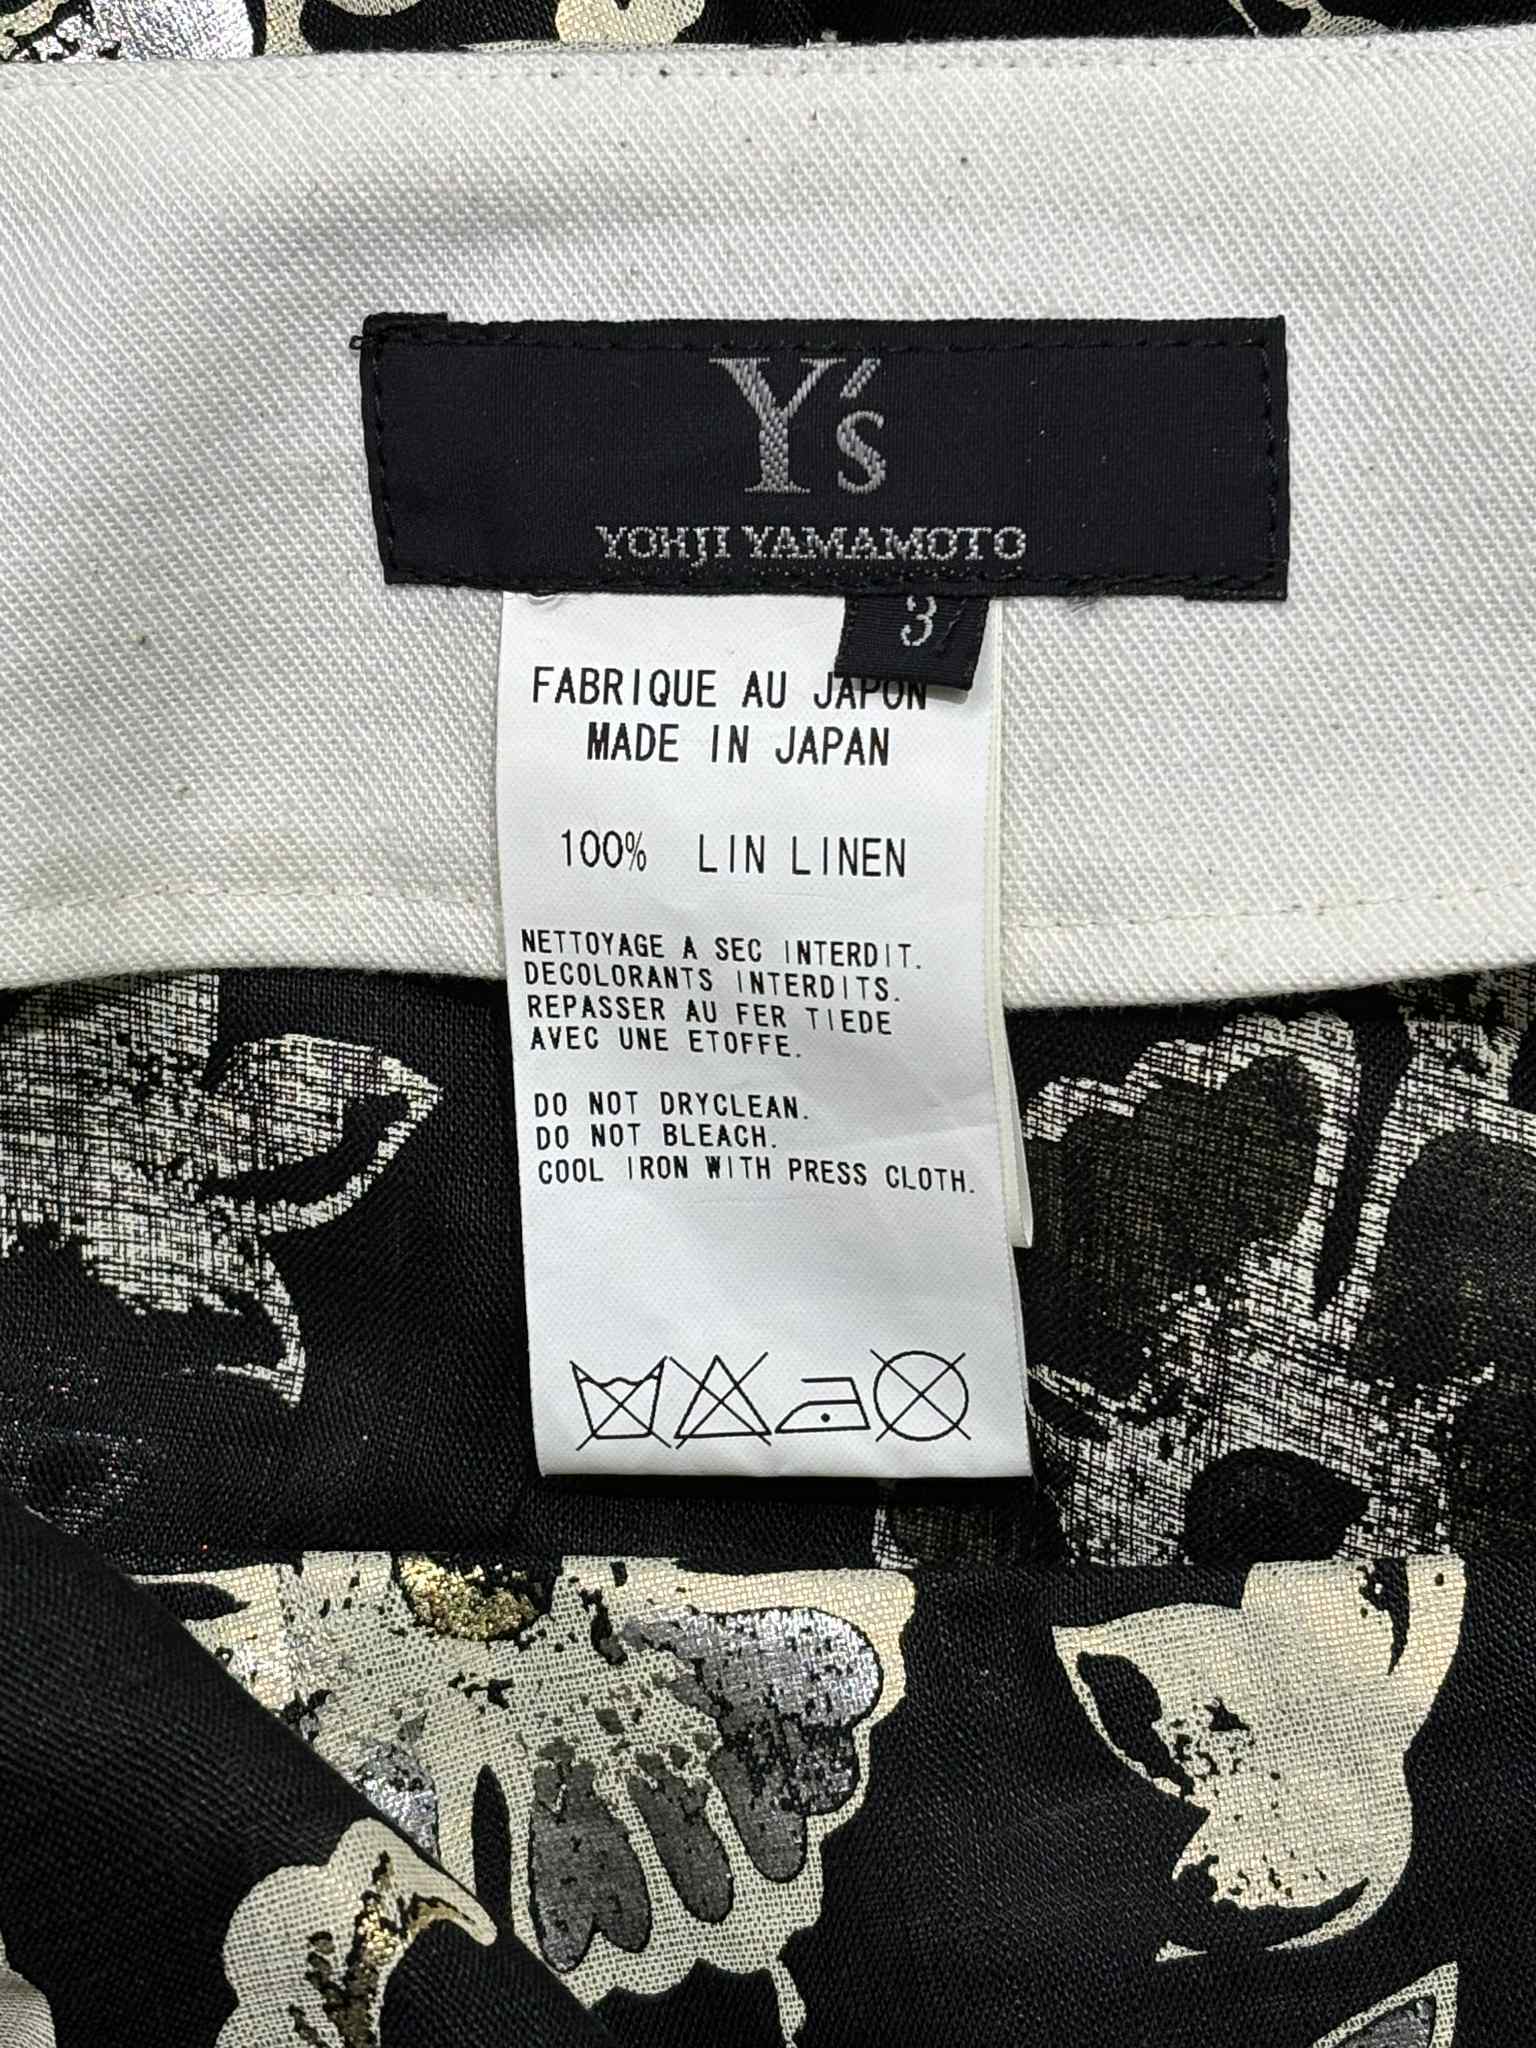 Y's
YOHJI YAMAMOTO
3
FABRIQUE AU JAPON
MADE IN JAPAN
100% LIN LINEN
NETTOYAGE A SEC INTERDIT.
DECOLORANTS INTERDITS.
REPASSER AU FER TIEDE
AVEC UNE ETOFFE.
DO NOT DRYCLEAN.
DO NOT BLEACH.
COOL IRON WITH PRESS CLOTH.